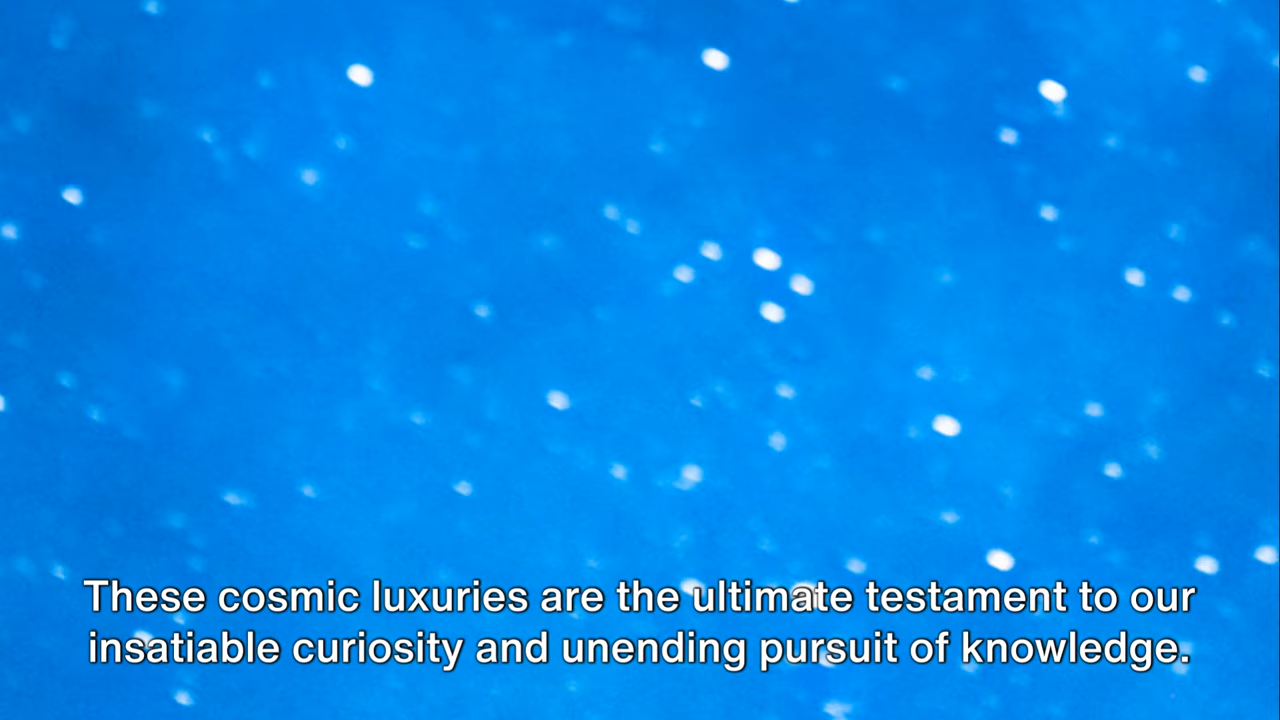 These cosmic luxuries are the ultimate testament to our
insatiable curiosity and unending pursuit of knowledge.